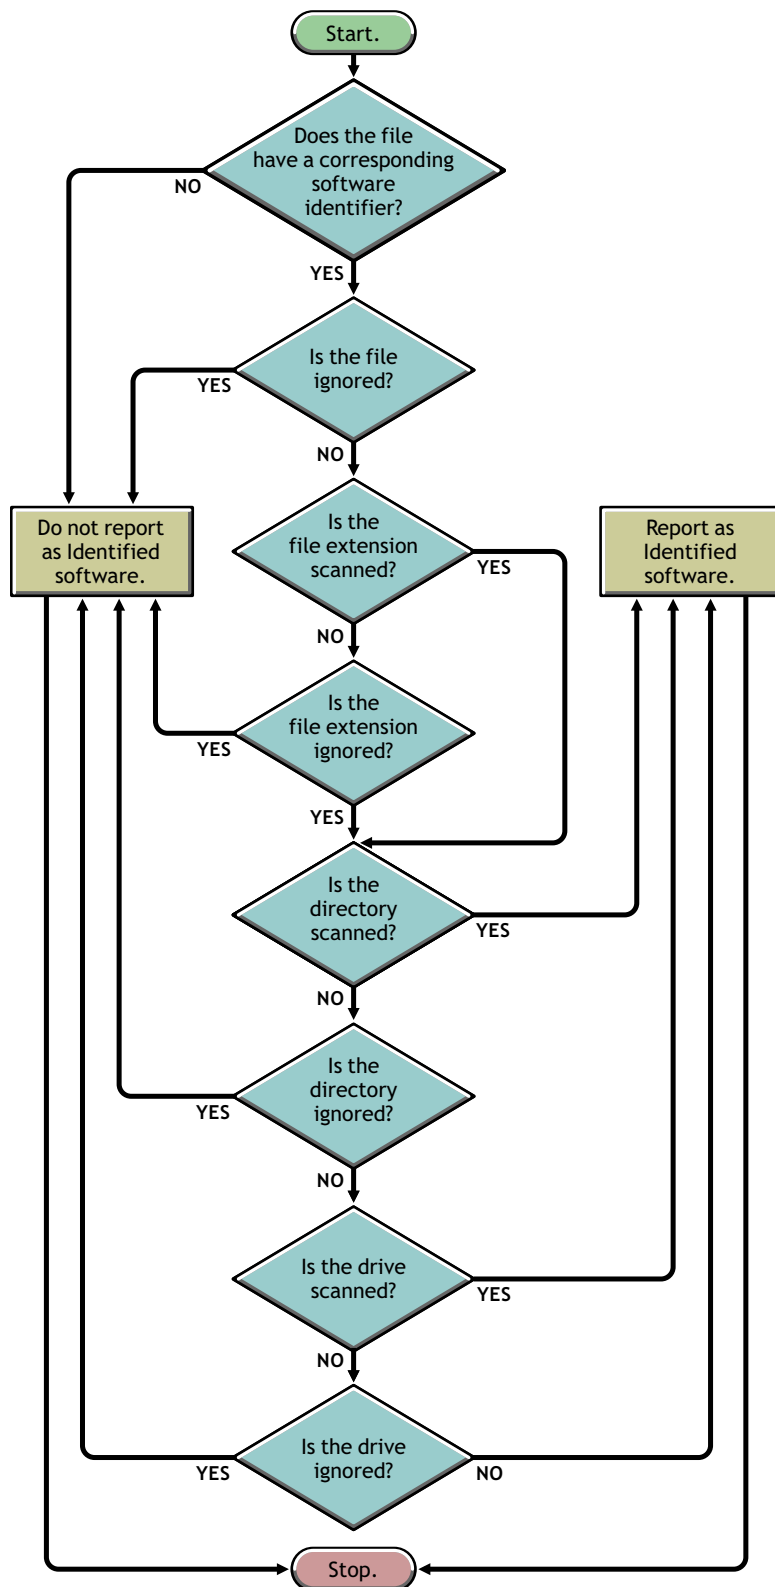 Start.
Does the file
have a corresponding
software
identifier?
NO
YES
Is the file
ignored?
YES
NO
Do not report
as Identified
software.
Is the
file extension
scanned?
YES
Report as
Identified
software.
NO
Is the
file extension
ignored?
YES
YES
Is the
directory
scanned?
YES
NO
Is the
directory
ignored?
YES
NO
Is the drive
scanned?
YES
NO
Is the drive
ignored?
YES
NO
Stop.